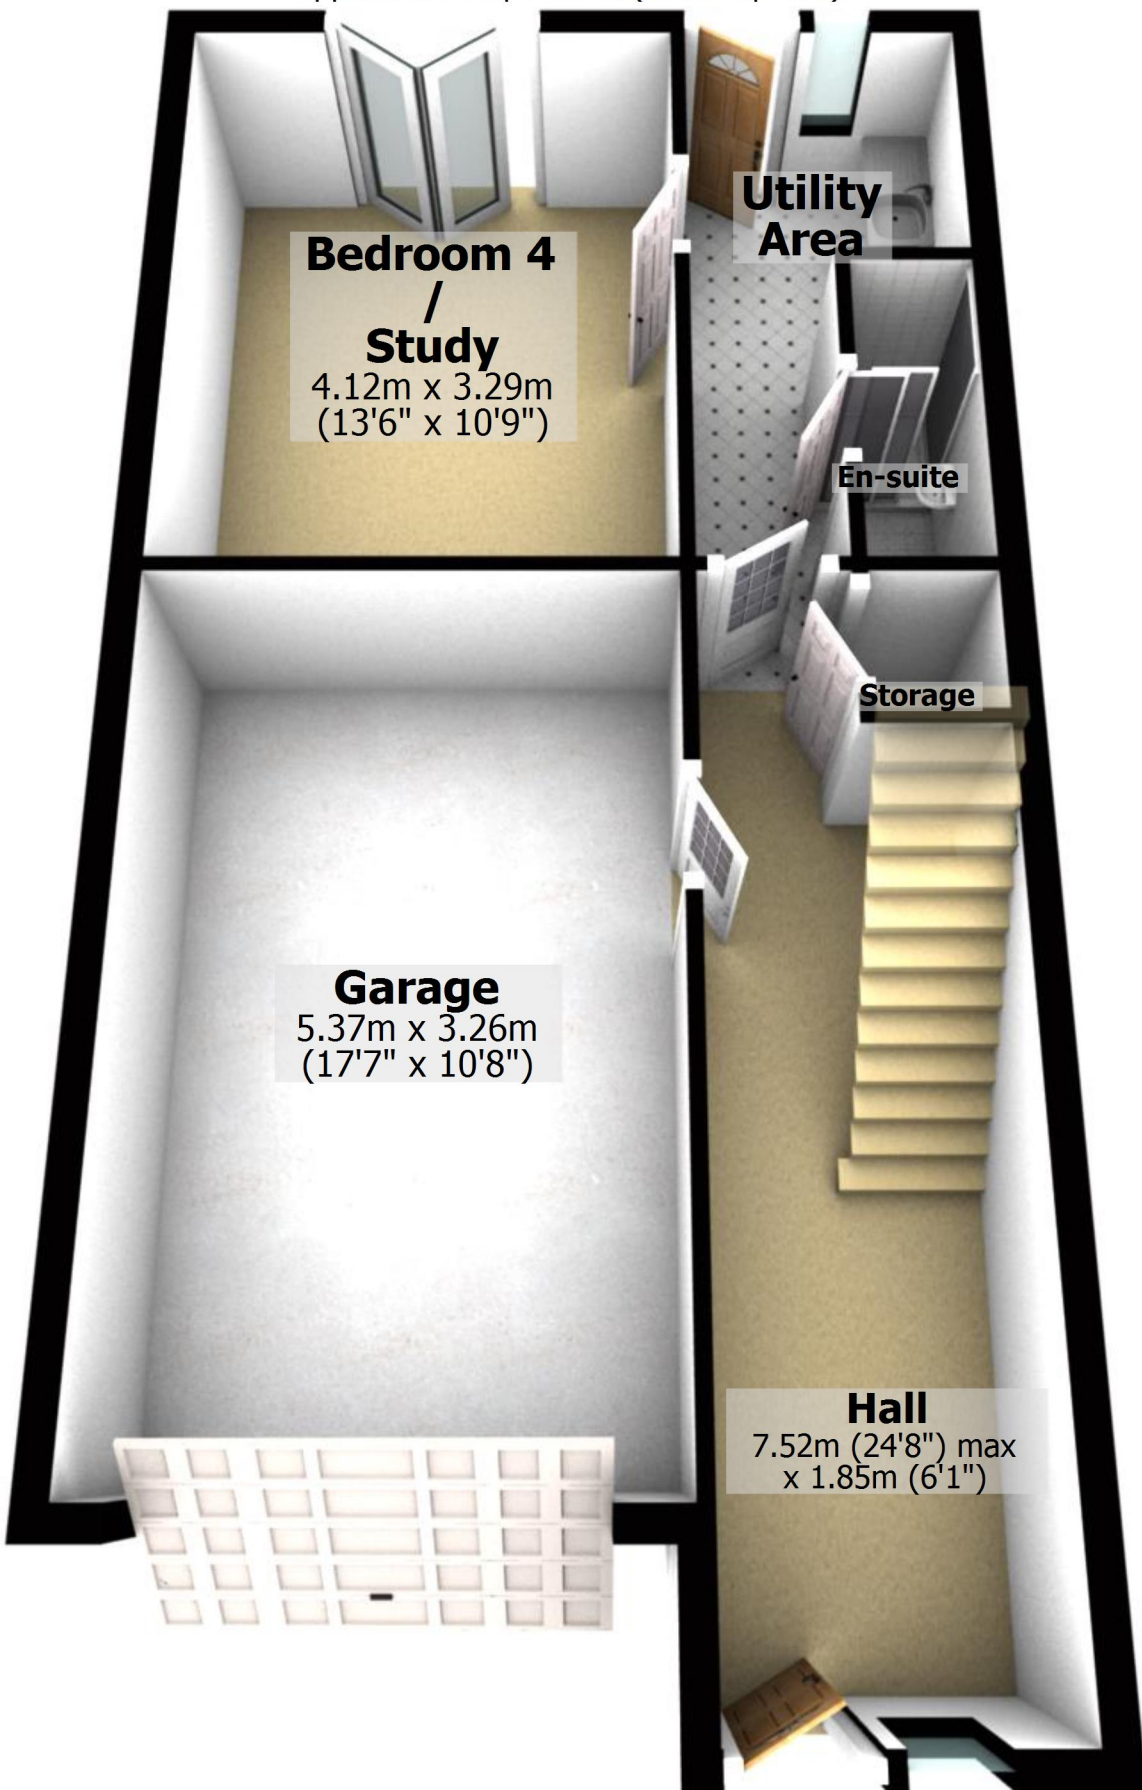 Bedroom 4
/
Study
4.12m x 3.29m
(13'6" x 10'9")
Utility
Area
En-suite
Storage
Garage
5.37m x 3.26m
(17'7" x 10'8")
Hall
7.52m (24'8") max
x 1.85m (6'1")